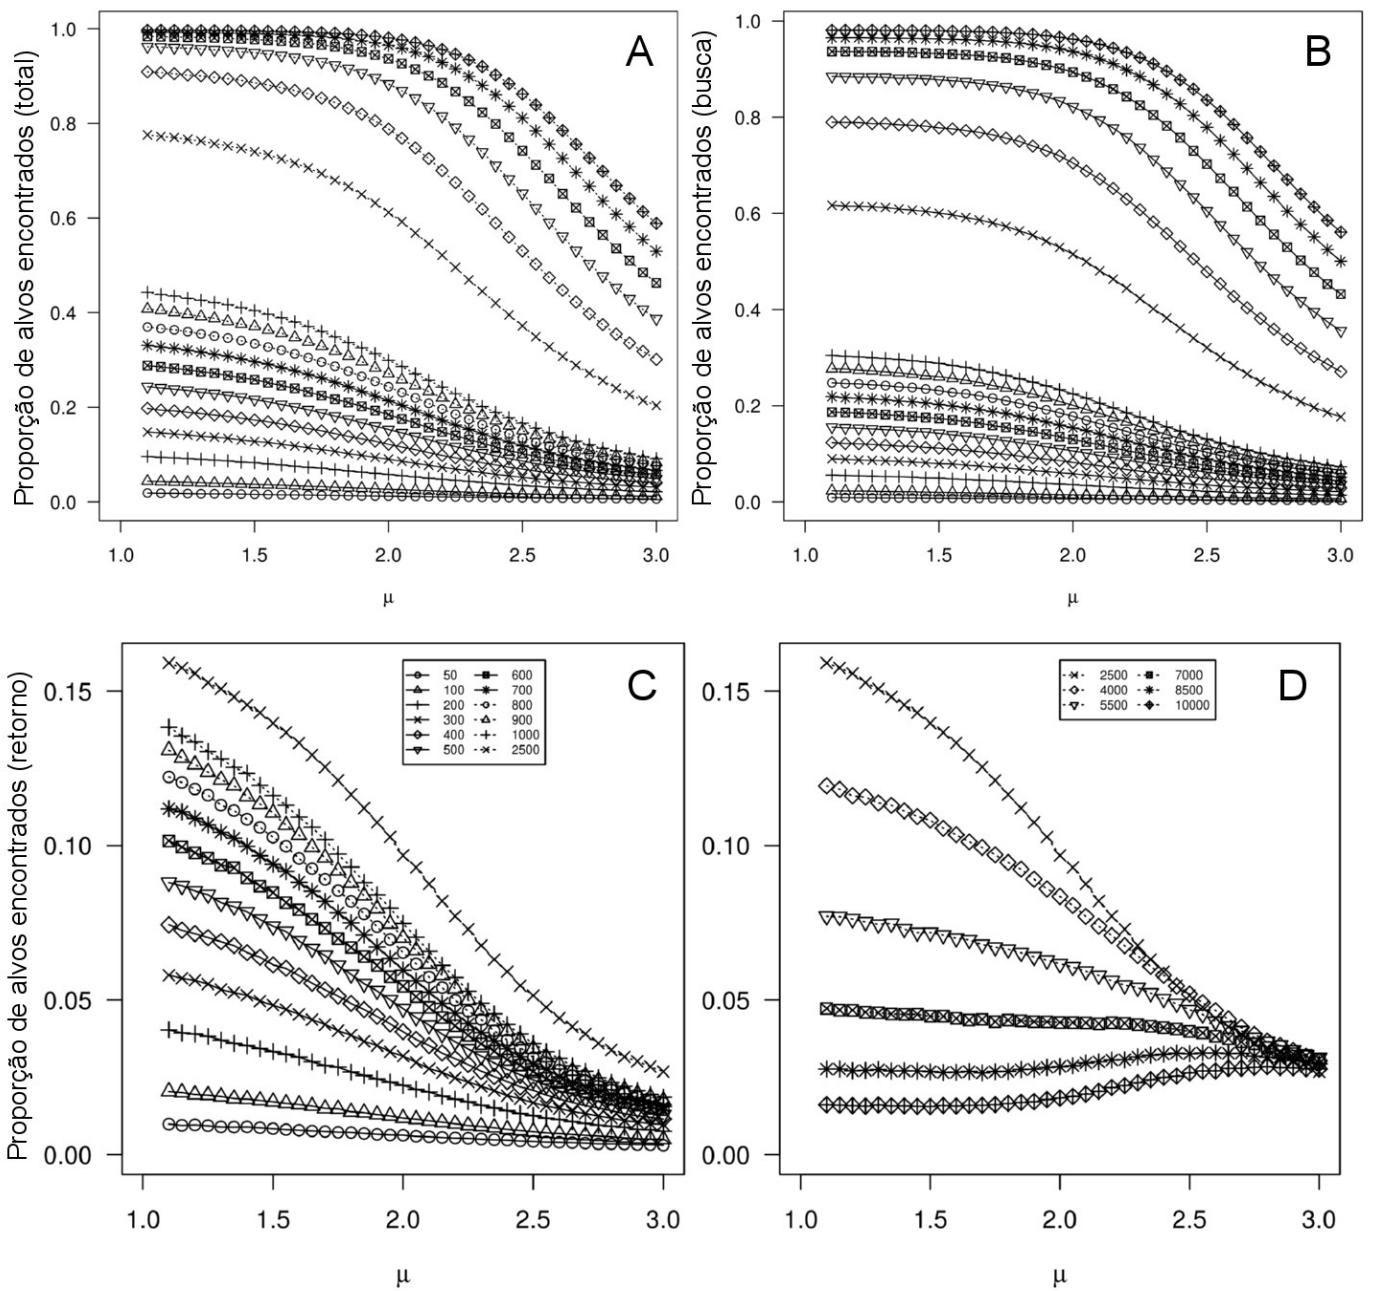 Proporção de alvos encontrados (total)
1.0
0.8
0.6
0.4
0.2
0.0
A
1.0 1.5 2.0 2.5 3.0
μ
Proporção de alvos encontrados (busca)
1.0
0.8
0.6
0.4
0.2
0.0
B
1.0 1.5 2.0 2.5 3.0
μ
Proporção de alvos encontrados (retorno)
0.15
0.10
0.05
0.00
50 600
100 700
200 800
300 900
400 1000
500 2500
C
1.0 1.5 2.0 2.5 3.0
μ
0.15
0.10
0.05
0.00
2500 7000
4000 8500
5500 10000
D
1.0 1.5 2.0 2.5 3.0
μ